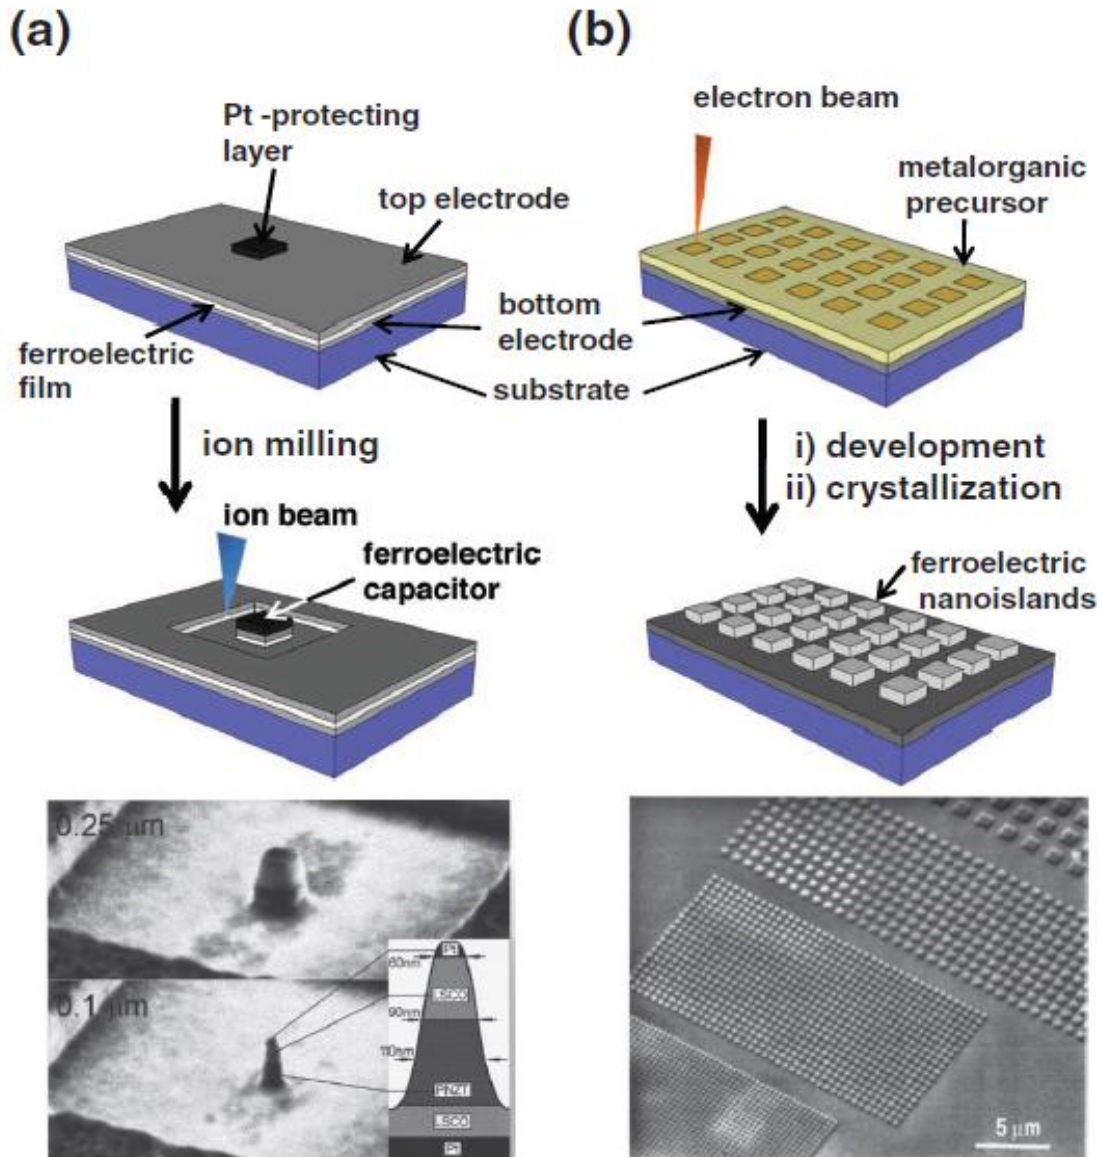 (a)
Pt -protecting
layer
top electrode
ferroelectric
film
bottom
electrode
substrate
ion milling
ion beam
ferroelectric
capacitor
0.25 μm
0.1 μm
Pt
60nm
LSCO
90nm
110nm
PNZT
LSCO
Pt
(b)
electron beam
metalorganic
precursor
i) development
ii) crystallization
ferroelectric
nanoislands
5 μm